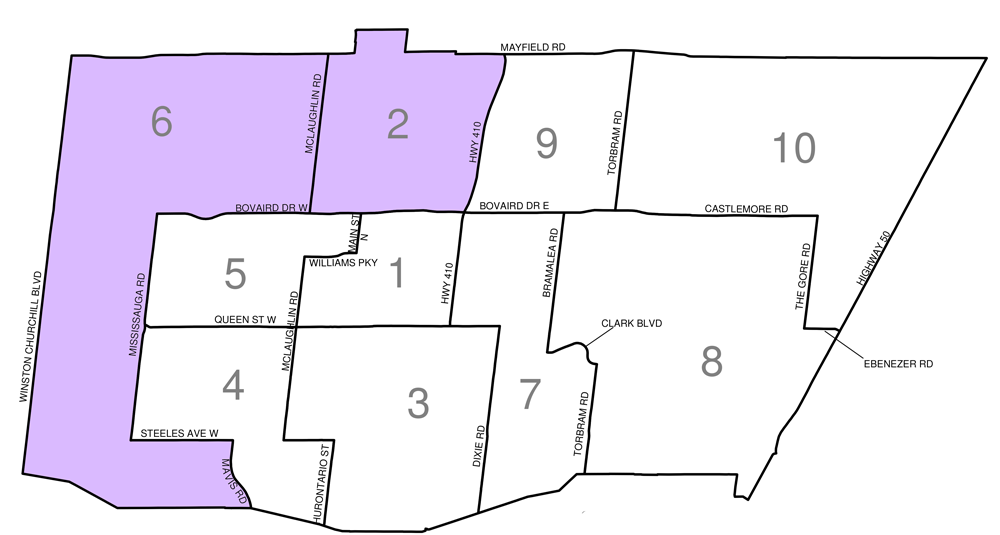 MAYFIELD RD
MCLAUGHLIN RD
6
2
HWY 410
9
TORBRAM RD
10
BOVAIRD DR W
BOVAIRD DR E
CASTLEMORE RD
MAIN ST
N
WILLIAMS PKY
5
1
HWY 410
BRAMALEA RD
THE GORE RD
HIGHWAY 50
WINSTON CHURCHILL BLVD
MISSISSAUGA RD
QUEEN ST W
MCLAUGHLIN RD
CLARK BLVD
EBENEZER RD
4
3
7
8
STEELES AVE W
MAVIS RD
HURONTARIO ST
DIXIE RD
TORBRAM RD